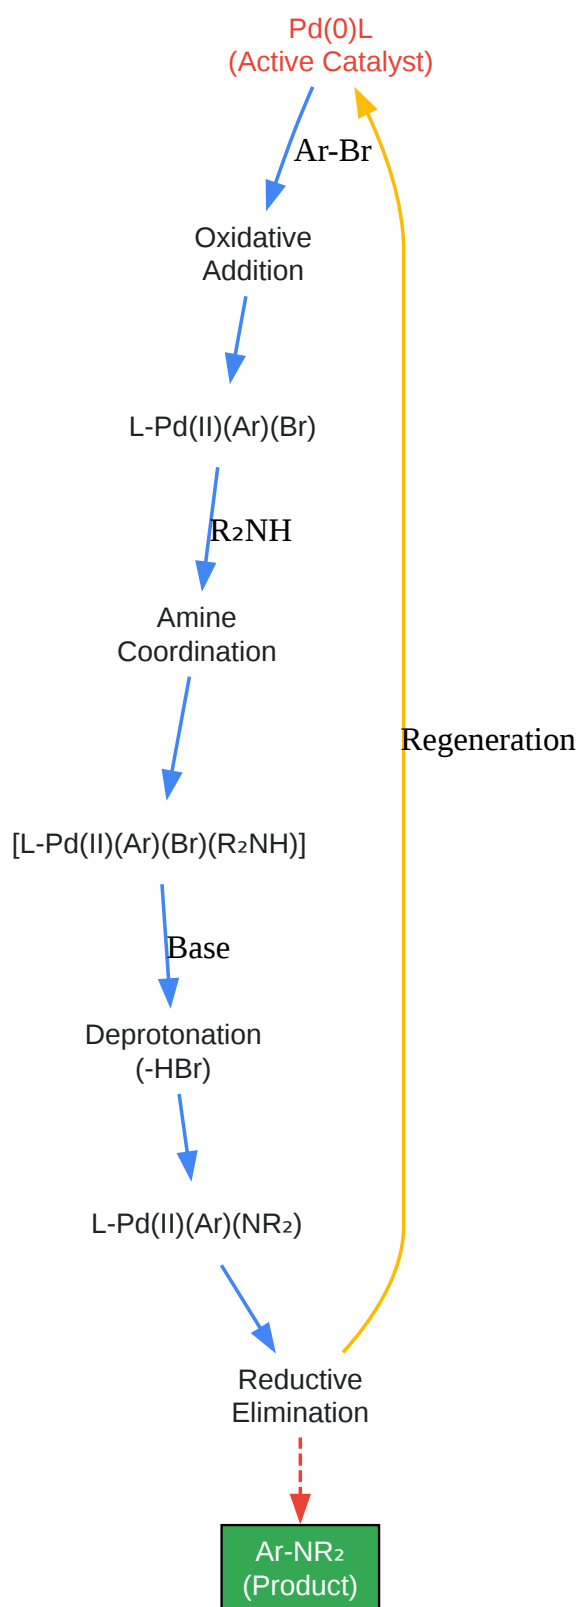 Pd(0)L
(Active Catalyst)
Ar-Br
Oxidative
Addition
L-Pd(II)(Ar)(Br)
R₂NH
Amine
Coordination
Regeneration
[L-Pd(II)(Ar)(Br)(R₂NH)]
Base
Deprotonation
(-HBr)
L-Pd(II)(Ar)(NR₂)
Reductive
Elimination
Ar-NR₂
(Product)